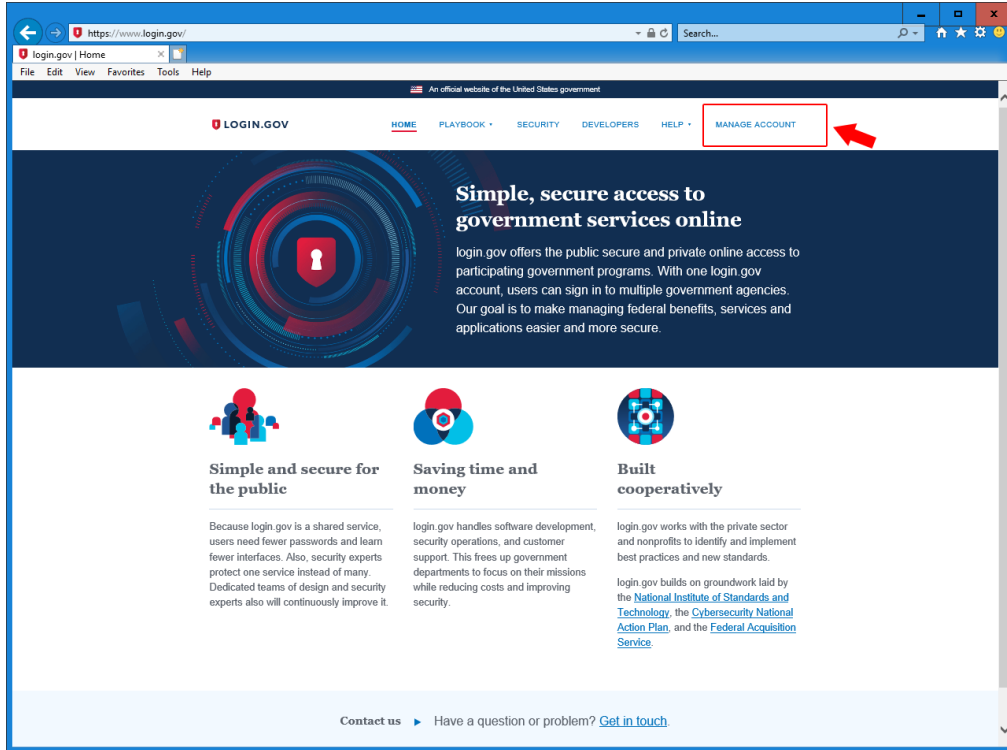 https://www.login.gov/
Search...
login.gov | Home
File Edit View Favorites Tools Help
An official website of the United States government
LOGIN.GOV
HOME PLAYBOOK SECURITY DEVELOPERS HELP MANAGE ACCOUNT
Simple, secure access to
government services online
login.gov offers the public secure and private online access to
participating government programs. With one login.gov
account, users can sign in to multiple government agencies.
Our goal is to make managing federal benefits, services and
applications easier and more secure.
Simple and secure for
the public
Because login.gov is a shared service,
users need fewer passwords and learn
fewer interfaces. Also, security experts
protect one service instead of many.
Dedicated teams of design and security
experts also will continuously improve it.
Saving time and
money
login.gov handles software development,
security operations, and customer
support. This frees up government
departments to focus on their missions
while reducing costs and improving
security.
Built
cooperatively
login.gov works with the private sector
and nonprofits to identify and implement
best practices and new standards.
login.gov builds on groundwork laid by
the National Institute of Standards and
Technology, the Cybersecurity National
Action Plan, and the Federal Acquisition
Service.
Contact us Have a question or problem? Get in touch.